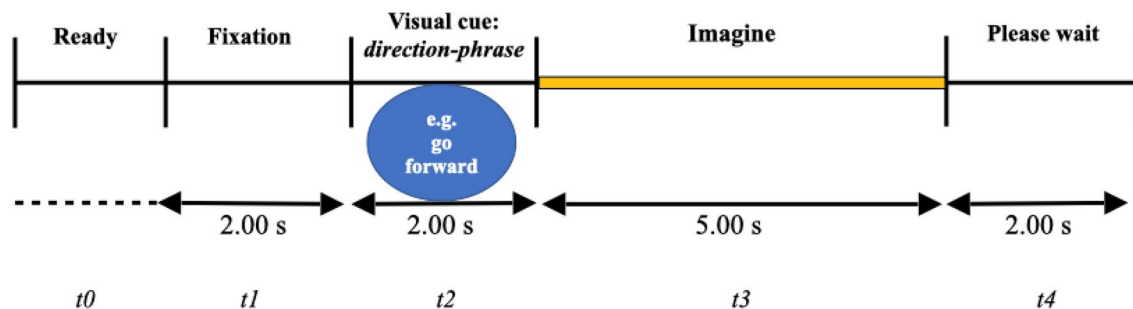 Ready
Fixation
Visual cue:
direction-phrase
Imagine
Please wait
e.g.
go
forward
2.00 s
2.00 s
5.00 s
2.00 s
t0
t1
t2
t3
t4